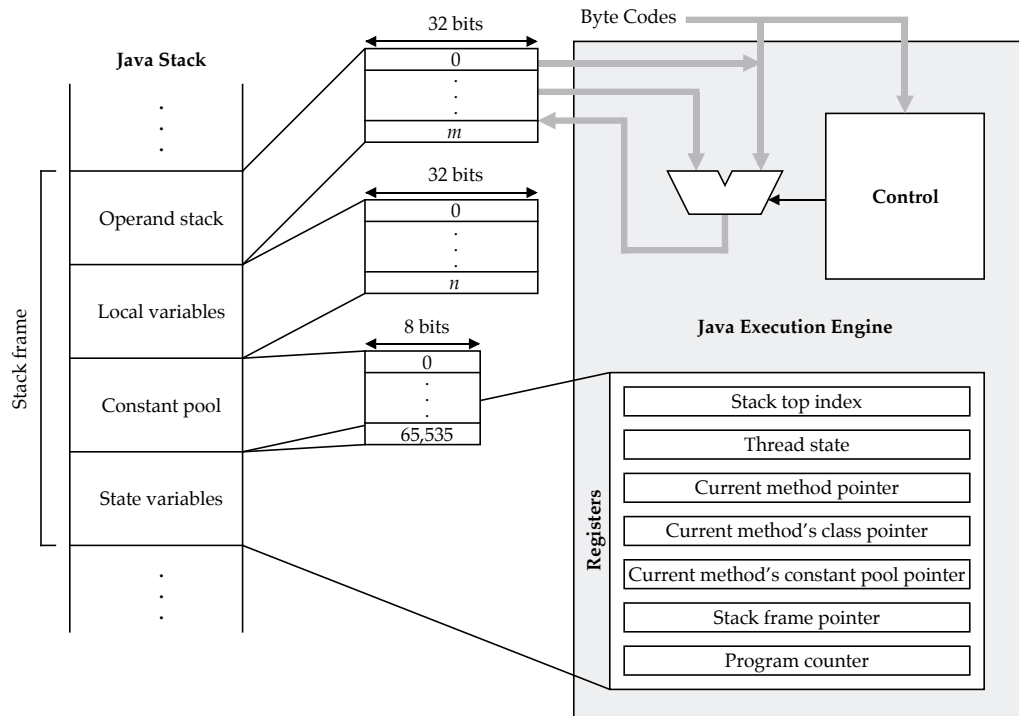 Java Stack
.
.
.
Stack frame
Operand stack
Local variables
Constant pool
State variables
.
.
.
32 bits
0
.
.
.
m
32 bits
0
.
.
.
n
8 bits
0
.
.
.
65,535
Byte Codes
Control
Java Execution Engine
Registers
Stack top index
Thread state
Current method pointer
Current method's class pointer
Current method's constant pool pointer
Stack frame pointer
Program counter